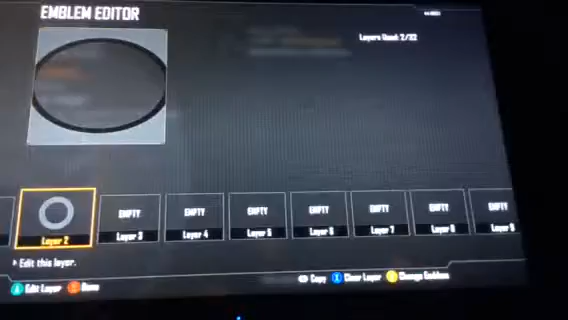 EMBLEM EDITOR
Layers Used: 2/32
EMPTY EMPTY EMPTY EMPTY EMPTY EMPTY EMPTY
Layer 2 Layer 3 Layer 4 Layer 5 Layer 6 Layer 7 Layer 8 Layer 9
Edit this layer.
A Edit Layer B Done Copy X Clear Layer Y Change Emblem